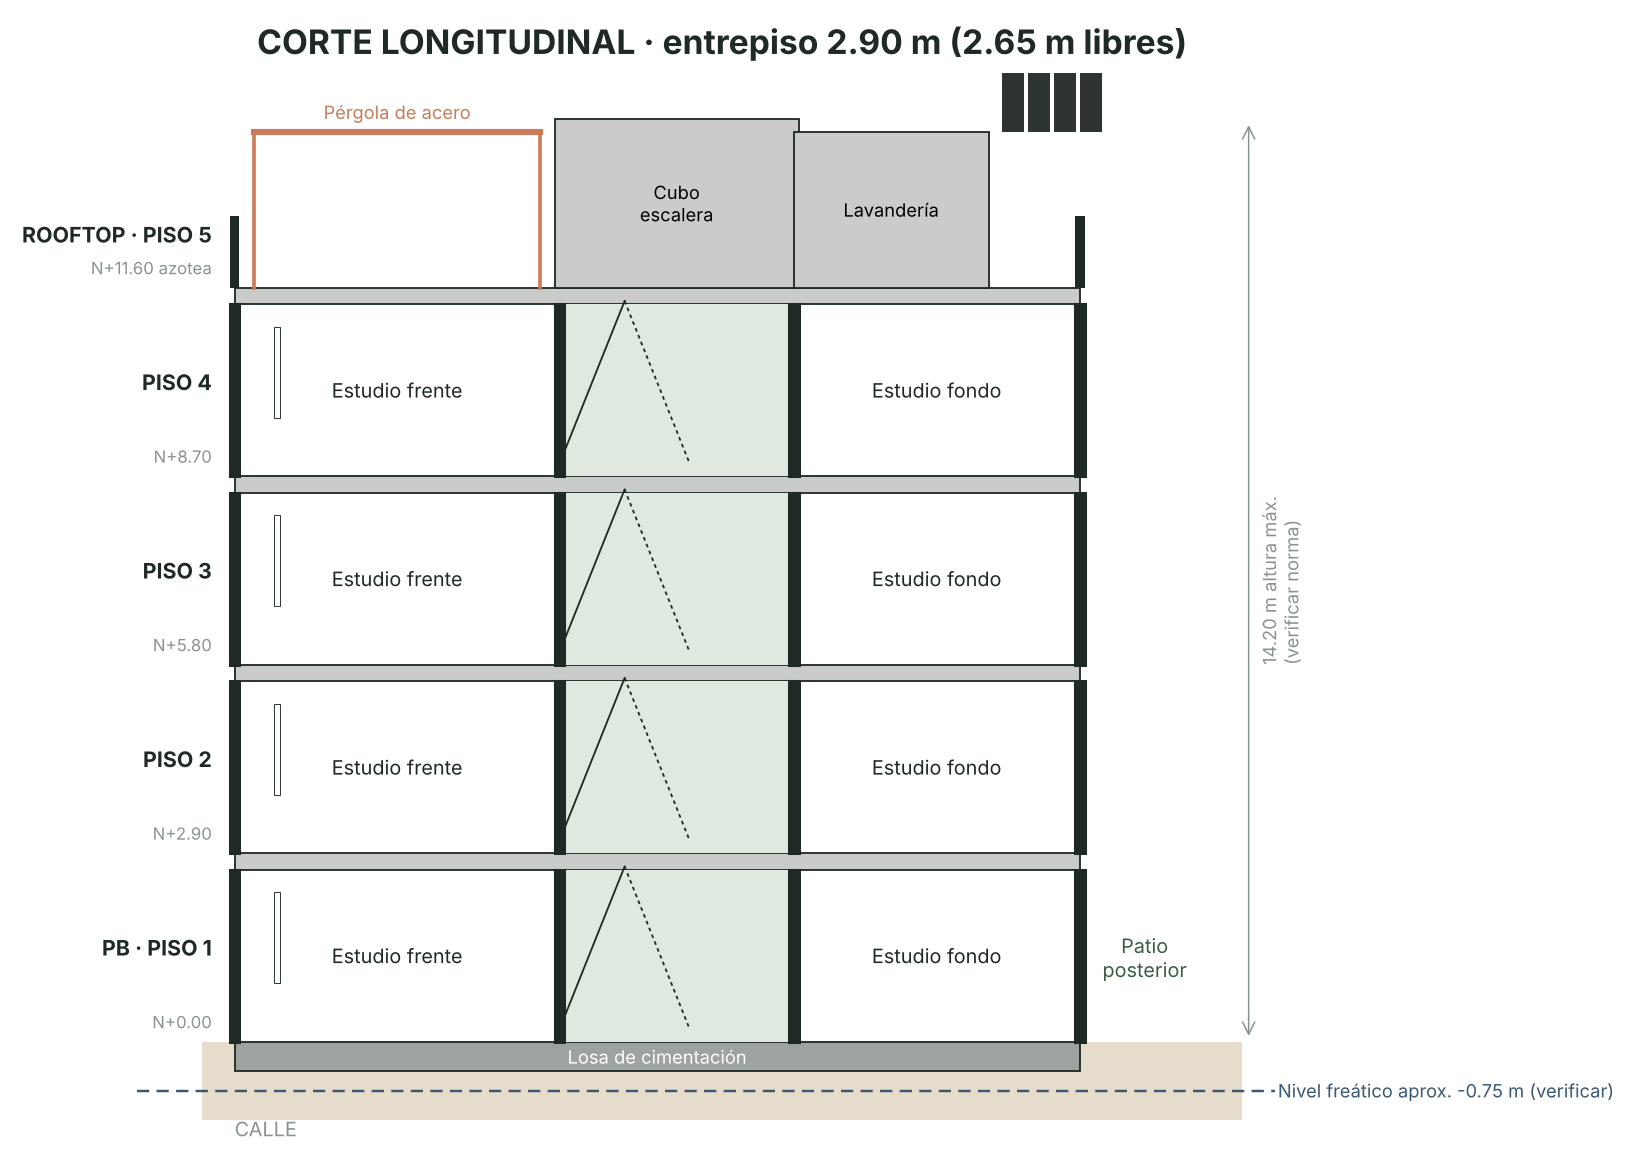 CORTE LONGITUDINAL · entrepiso 2.90 m (2.65 m libres)
Pérgola de acero
Cubo
escalera
Lavandería
ROOFTOP · PISO 5
N+11.60 azotea
PISO 4
Estudio frente
Estudio fondo
N+8.70
14.20 m altura máx.
(verificar norma)
PISO 3
Estudio frente
Estudio fondo
N+5.80
PISO 2
Estudio frente
Estudio fondo
N+2.90
PB · PISO 1
Estudio frente
Estudio fondo
Patio
posterior
N+0.00
Losa de cimentación
Nivel freático aprox. -0.75 m (verificar)
CALLE